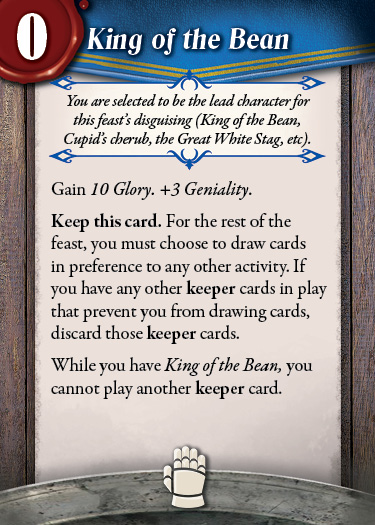 0
King of the Bean
You are selected to be the lead character for
this feast's disguising (King of the Bean,
Cupid's cherub, the Great White Stag, etc).
Gain 10 Glory. +3 Geniality.
Keep this card. For the rest of the
feast, you must choose to draw cards
in preference to any other activity. If
you have any other keeper cards in play
that prevent you from drawing cards,
discard those keeper cards.
While you have King of the Bean, you
cannot play another keeper card.